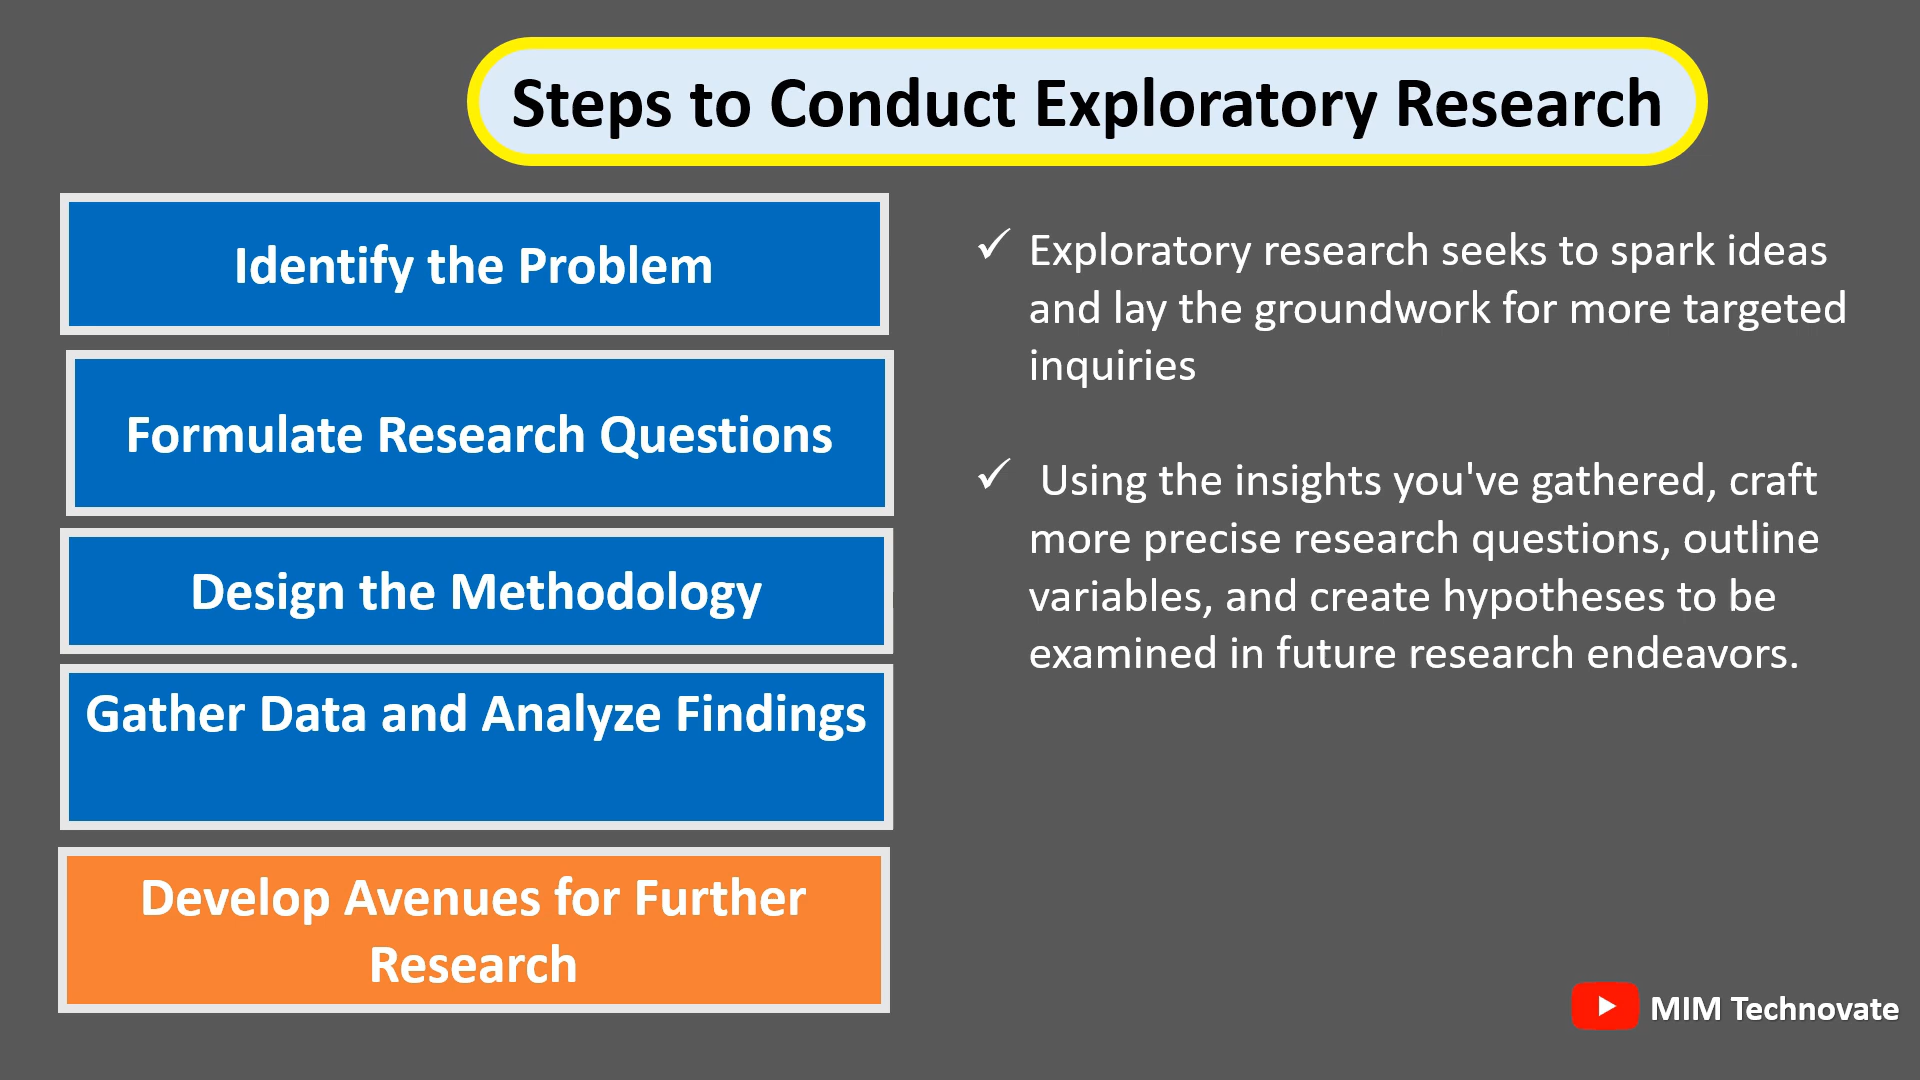 Steps to Conduct Exploratory Research
Identify the Problem
Formulate Research Questions
Design the Methodology
Gather Data and Analyze Findings
Develop Avenues for Further
Research
✓ Exploratory research seeks to spark ideas
and lay the groundwork for more targeted
inquiries
✓ Using the insights you've gathered, craft
more precise research questions, outline
variables, and create hypotheses to be
examined in future research endeavors.
MIM Technovate